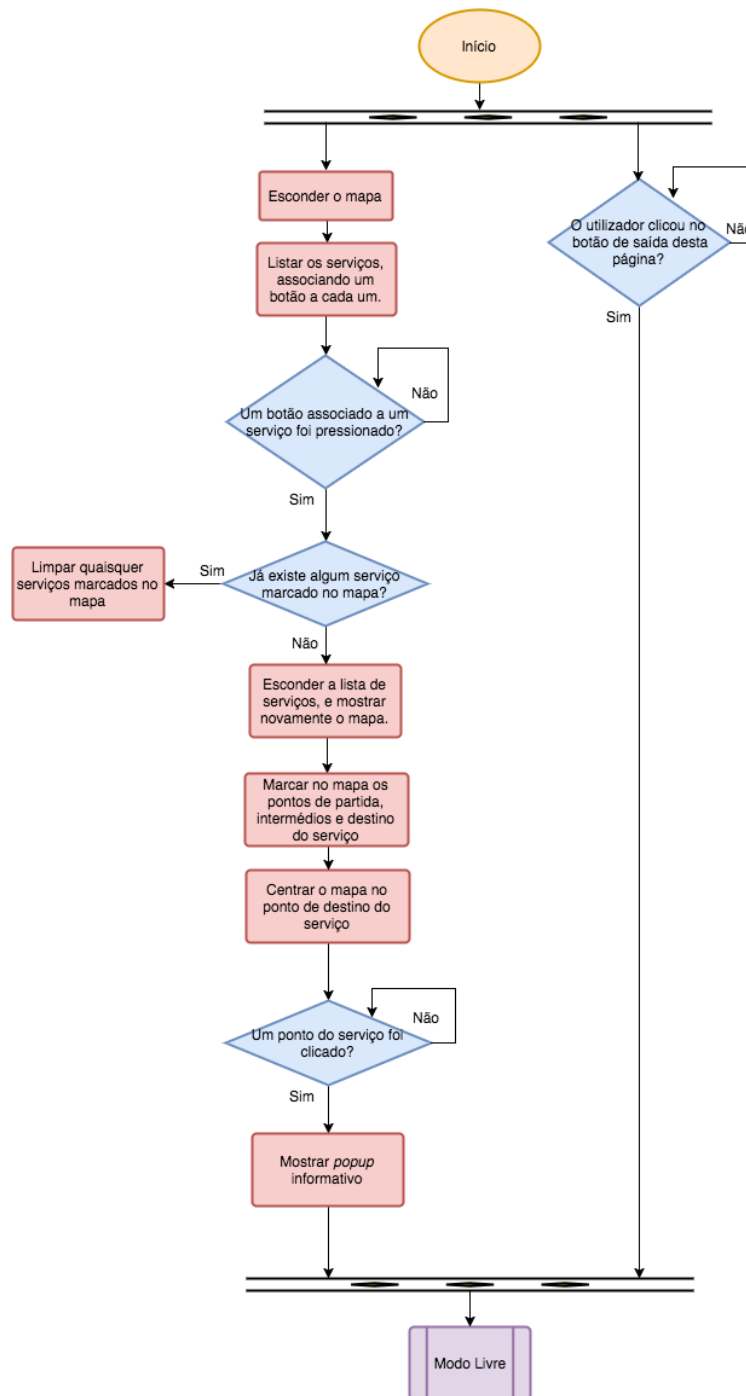 Início
Esconder o mapa
O utilizador clicou no
botão de saída desta
página?
Não
Listar os serviços,
associando um
botão a cada um.
Sim
Não
Um botão associado a um
serviço foi pressionado?
Sim
Limpar quaisquer
serviços marcados no
mapa
Sim
Já existe algum serviço
marcado no mapa?
Não
Esconder a lista de
serviços, e mostrar
novamente o mapa.
Marcar no mapa os
pontos de partida,
intermédios e destino
do serviço
Centrar o mapa no
ponto de destino do
serviço
Não
Um ponto do serviço foi
clicado?
Sim
Mostrar popup
informativo
Modo Livre